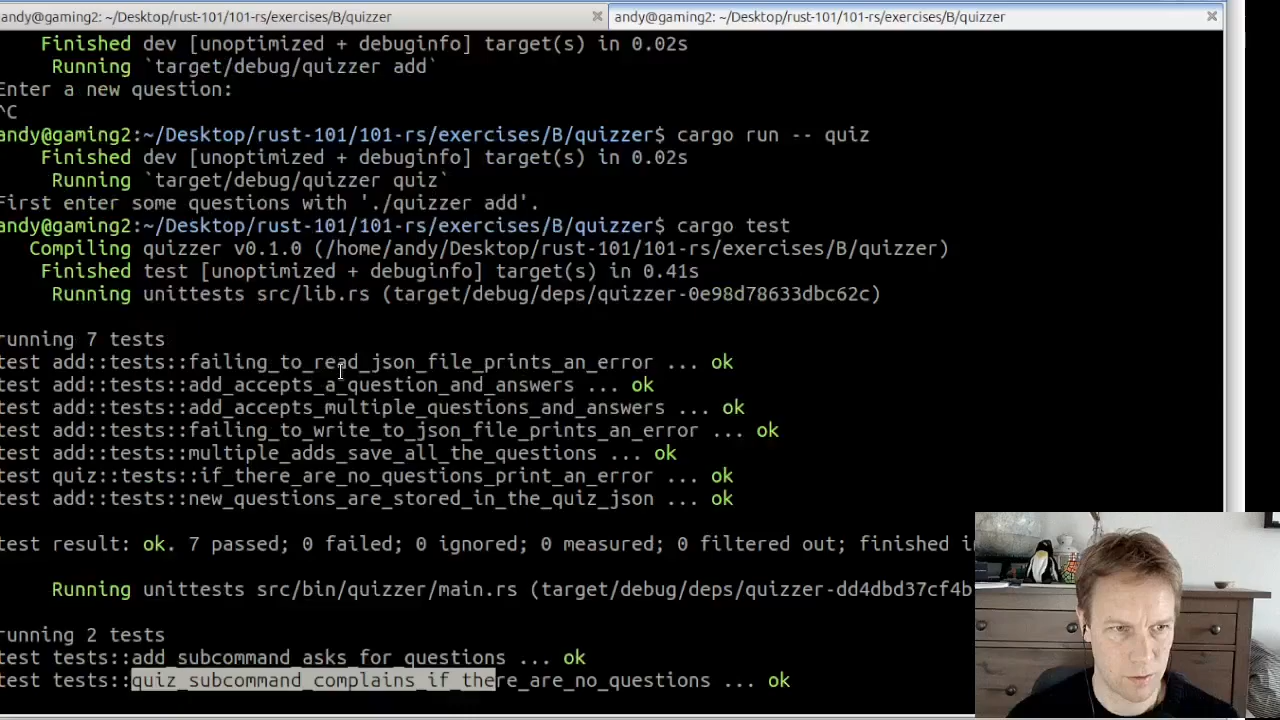 andy@gaming2: ~/Desktop/rust-101/101-rs/exercises/B/quizzer
andy@gaming2: ~/Desktop/rust-101/101-rs/exercises/B/quizzer
Finished dev [unoptimized + debuginfo] target(s) in 0.02s
Running `target/debug/quizzer add`
Enter a new question:
^C
andy@gaming2:~/Desktop/rust-101/101-rs/exercises/B/quizzer$ cargo run -- quiz
Finished dev [unoptimized + debuginfo] target(s) in 0.02s
Running `target/debug/quizzer quiz`
First enter some questions with './quizzer add'.
andy@gaming2:~/Desktop/rust-101/101-rs/exercises/B/quizzer$ cargo test
Compiling quizzer v0.1.0 (/home/andy/Desktop/rust-101/101-rs/exercises/B/quizzer)
Finished test [unoptimized + debuginfo] target(s) in 0.41s
Running unittests src/lib.rs (target/debug/deps/quizzer-0e98d78633dbc62c)
running 7 tests
test add::tests::failing_to_read_json_file_prints_an_error ... ok
test add::tests::add_accepts_a_question_and_answers ... ok
test add::tests::add_accepts_multiple_questions_and_answers ... ok
test add::tests::failing_to_write_to_json_file_prints_an_error ... ok
test add::tests::multiple_adds_save_all_the_questions ... ok
test quiz::tests::if_there_are_no_questions_print_an_error ... ok
test add::tests::new_questions_are_stored_in_the_quiz_json ... ok
test result: ok. 7 passed; 0 failed; 0 ignored; 0 measured; 0 filtered out; finished i
Running unittests src/bin/quizzer/main.rs (target/debug/deps/quizzer-dd4dbd37cf4b
running 2 tests
test tests::add_subcommand_asks_for_questions ... ok
test tests::quiz_subcommand_complains_if_there_are_no_questions ... ok